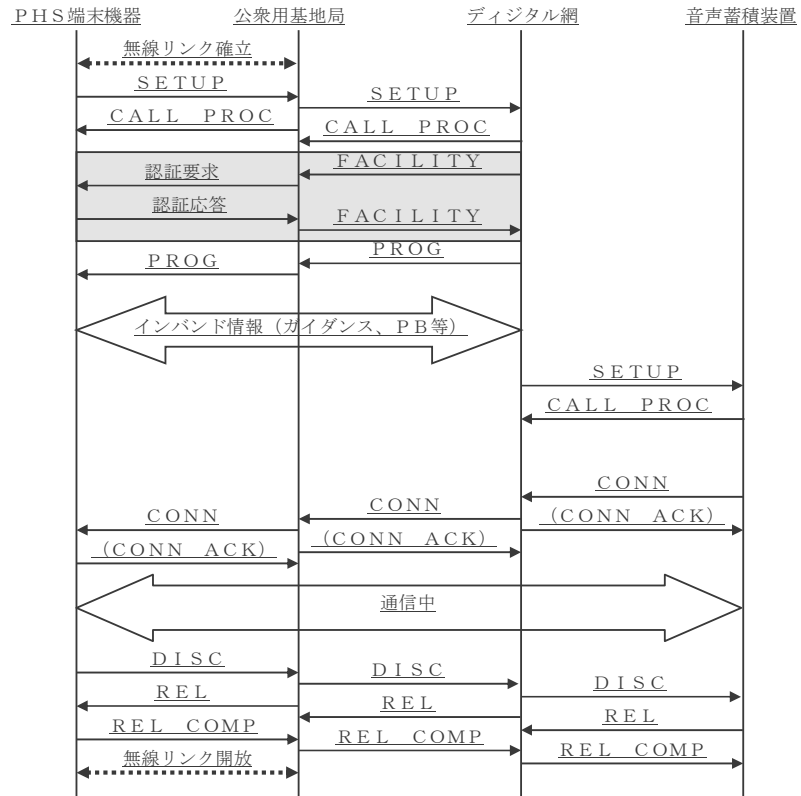 ＰＨＳ端末機器　公衆用基地局　ディジタル網　音声蓄積装置
無線リンク確立
ＳＥＴＵＰ
ＳＥＴＵＰ
ＣＡＬＬ　ＰＲＯＣ
ＣＡＬＬ　ＰＲＯＣ
ＦＡＣＩＬＩＴＹ
認証要求
認証応答
ＦＡＣＩＬＩＴＹ
ＰＲＯＧ
ＰＲＯＧ
インバンド情報（ガイダンス、ＰＢ等）
ＳＥＴＵＰ
ＣＡＬＬ　ＰＲＯＣ
ＣＯＮＮ
ＣＯＮＮ
ＣＯＮＮ
（ＣＯＮＮ　ＡＣＫ）
（ＣＯＮＮ　ＡＣＫ）
（ＣＯＮＮ　ＡＣＫ）
通信中
ＤＩＳＣ
ＤＩＳＣ
ＤＩＳＣ
ＲＥＬ
ＲＥＬ
ＲＥＬ
ＲＥＬ　ＣＯＭＰ
ＲＥＬ　ＣＯＭＰ
ＲＥＬ　ＣＯＭＰ
無線リンク開放